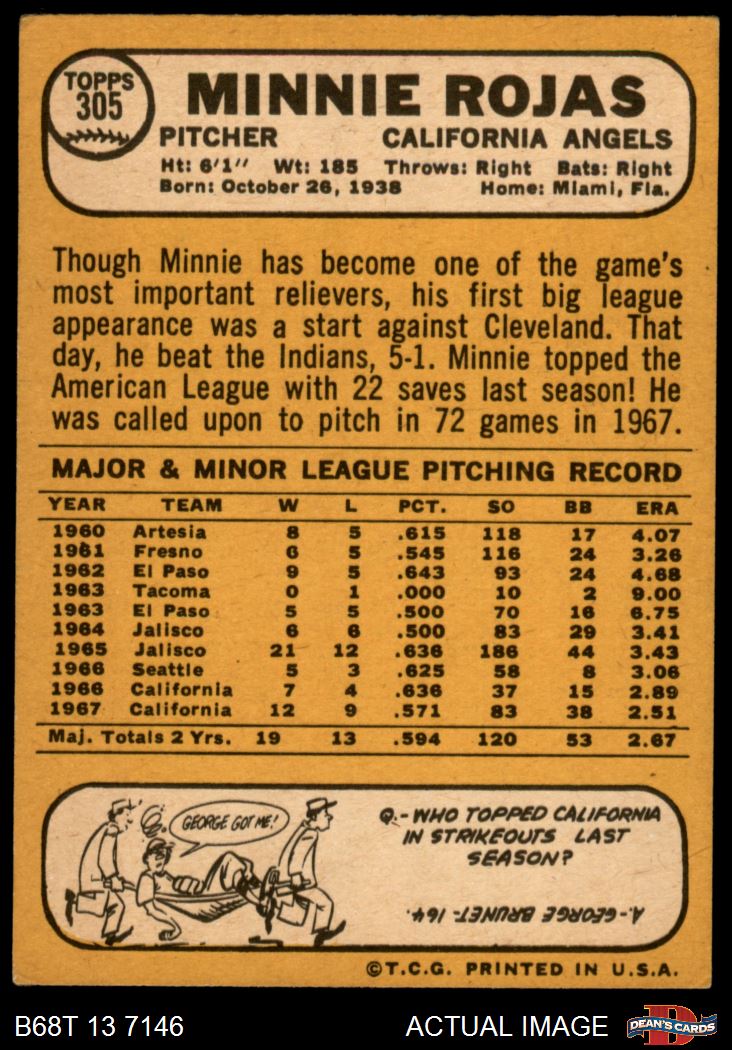 TOPPS
305
MINNIE ROJAS
PITCHER CALIFORNIA ANGELS
Ht: 6'1" Wt: 185 Throws: Right Bats: Right
Born: October 26, 1938 Home: Miami, Fla.
Though Minnie has become one of the game's
most important relievers, his first big league
appearance was a start against Cleveland. That
day, he beat the Indians, 5-1. Minnie topped the
American League with 22 saves last season! He
was called upon to pitch in 72 games in 1967.
MAJOR & MINOR LEAGUE PITCHING RECORD
YEAR TEAM W L PCT. SO BB ERA
1960 Artesia 8 5 .615 118 17 4.07
1961 Fresno 6 5 .545 116 24 3.26
1962 El Paso 9 5 .643 93 24 4.68
1963 Tacoma 0 1 .000 10 2 9.00
1963 El Paso 5 5 .500 70 16 6.75
1964 Jalisco 6 6 .500 83 29 3.41
1965 Jalisco 21 12 .636 186 44 3.43
1966 Seattle 5 3 .625 58 8 3.06
1966 California 7 4 .636 37 15 2.89
1967 California 12 9 .571 83 38 2.51
Maj. Totals 2 Yrs. 19 13 .594 120 53 2.67
GEORGE GOT ME!
Q.-WHO TOPPED CALIFORNIA
IN STRIKEOUTS LAST
SEASON?
A.-GEORGE BRUNET-164.
©T.C.G. PRINTED IN U.S.A.
B68T 13 7146 ACTUAL IMAGE
D
DEAN'S CARDS